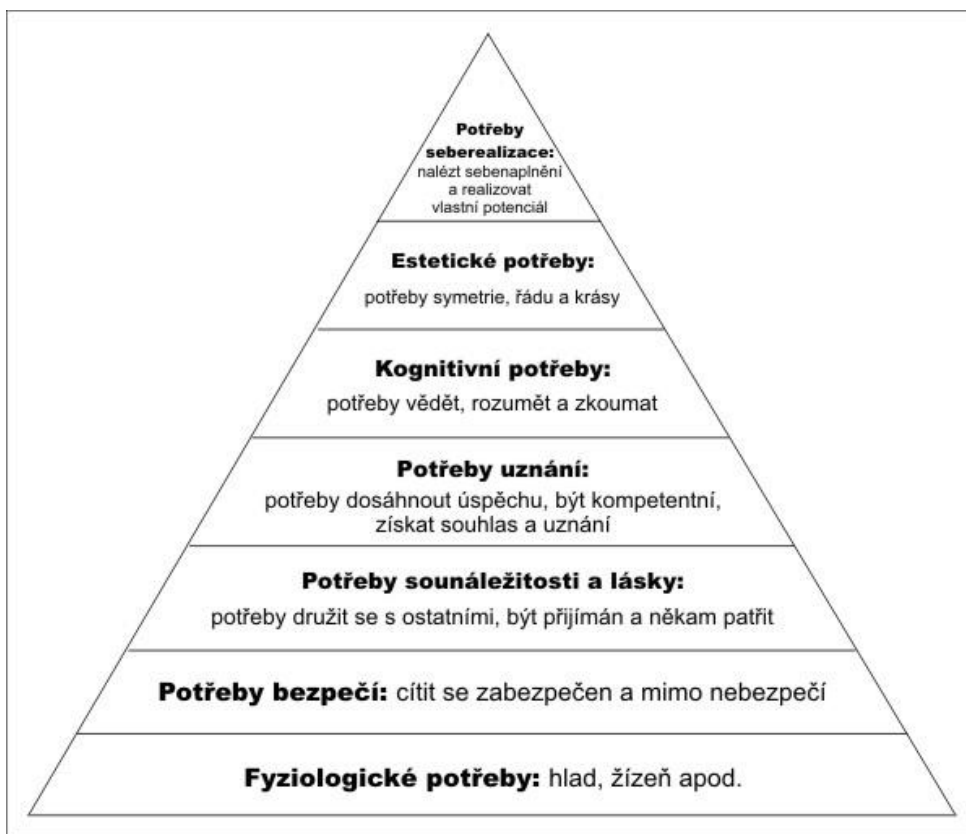 Potřeby
seberealizace:
nalézt sebenaplnění
a realizovat
vlastní potenciál
Estetické potřeby:
potřeby symetrie, řádu a krásy
Kognitivní potřeby:
potřeby vědět, rozumět a zkoumat
Potřeby uznání:
potřeby dosáhnout úspěchu, být kompetentní,
získat souhlas a uznání
Potřeby sounáležitosti a lásky:
potřeby družit se s ostatními, být přijímán a někam patřit
Potřeby bezpečí: cítit se zabezpečen a mimo nebezpečí
Fyziologické potřeby: hlad, žízeň apod.